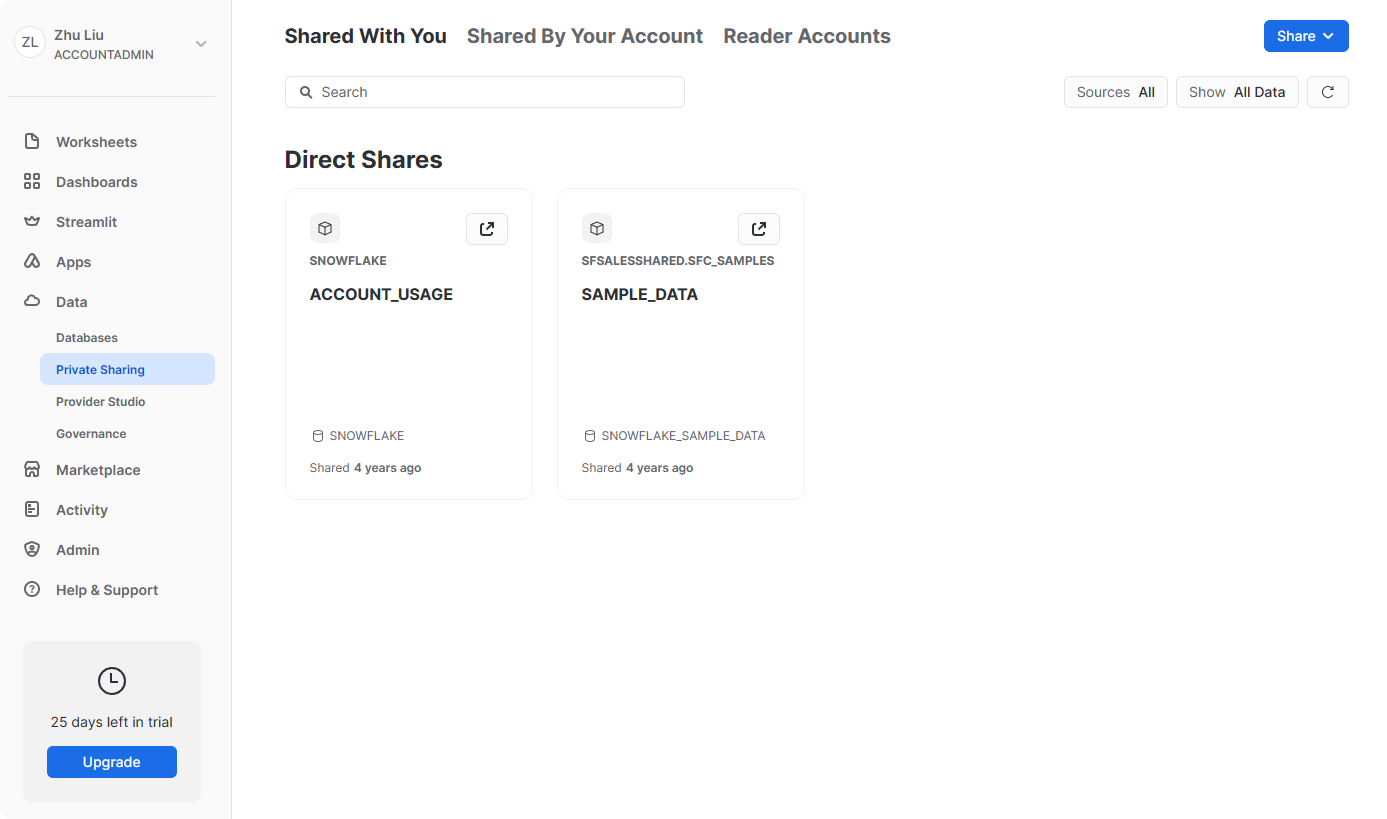 ZL
Zhu Liu
ACCOUNTADMIN
Worksheets
Dashboards
Streamlit
Apps
Data
Databases
Private Sharing
Provider Studio
Governance
Marketplace
Activity
Admin
Help & Support
25 days left in trial
Upgrade
Shared With You Shared By Your Account Reader Accounts
Share
Search
Sources All
Show All Data
Direct Shares
SNOWFLAKE
ACCOUNT_USAGE
SNOWFLAKE
Shared 4 years ago
SFSALESSHARED.SFC_SAMPLES
SAMPLE_DATA
SNOWFLAKE_SAMPLE_DATA
Shared 4 years ago